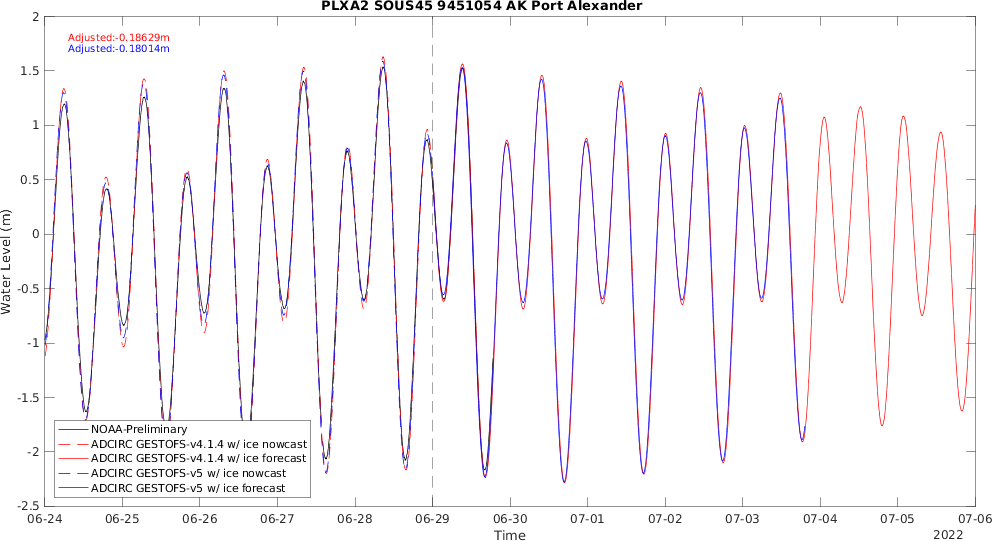 PLXA2 SOUS45 9451054 AK Port Alexander
Adjusted:-0.18629m
Adjusted:-0.18014m
2
1.5
1
0.5
0
-0.5
-1
-1.5
-2
-2.5
Water Level (m)
NOAA-Preliminary
ADCIRC GESTOFS-v4.1.4 w/ ice nowcast
ADCIRC GESTOFS-v4.1.4 w/ ice forecast
ADCIRC GESTOFS-v5 w/ ice nowcast
ADCIRC GESTOFS-v5 w/ ice forecast
06-24 06-25 06-26 06-27 06-28 06-29 06-30 07-01 07-02 07-03 07-04 07-05 07-06
Time
2022